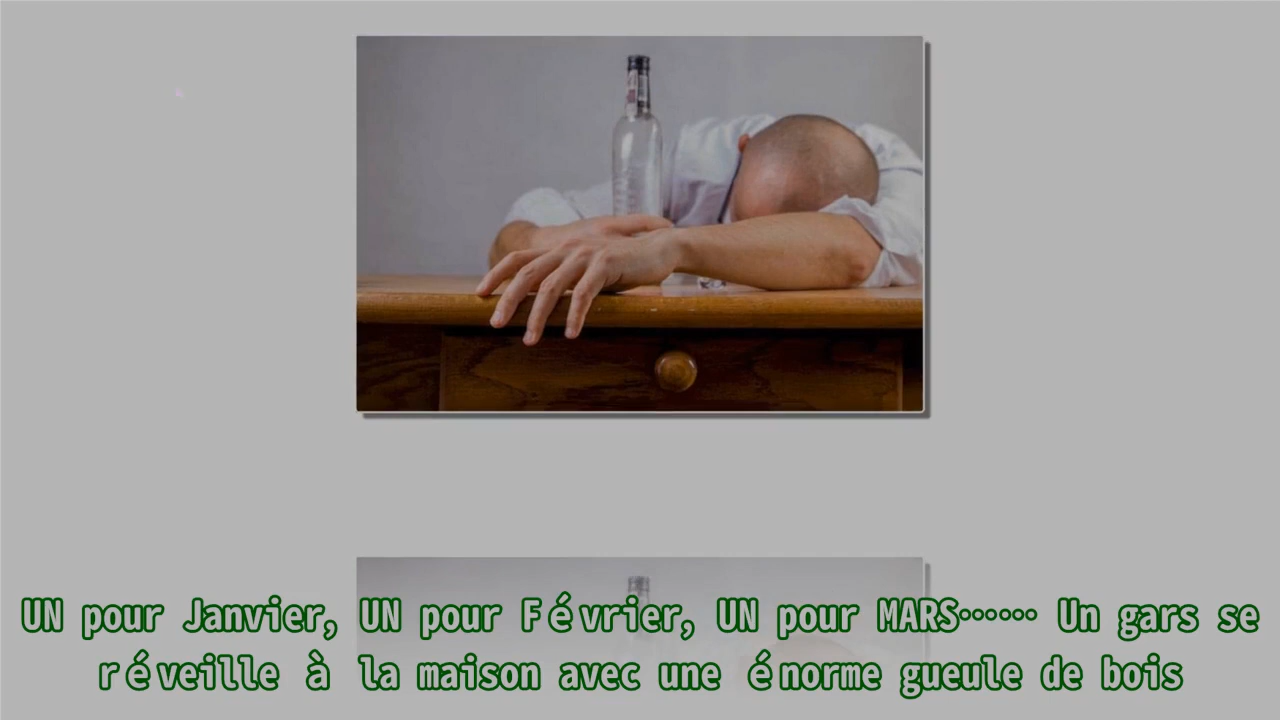 UN pour Janvier, UN pour Février, UN pour MARS…… Un gars se
réveille à la maison avec une énorme gueule de bois